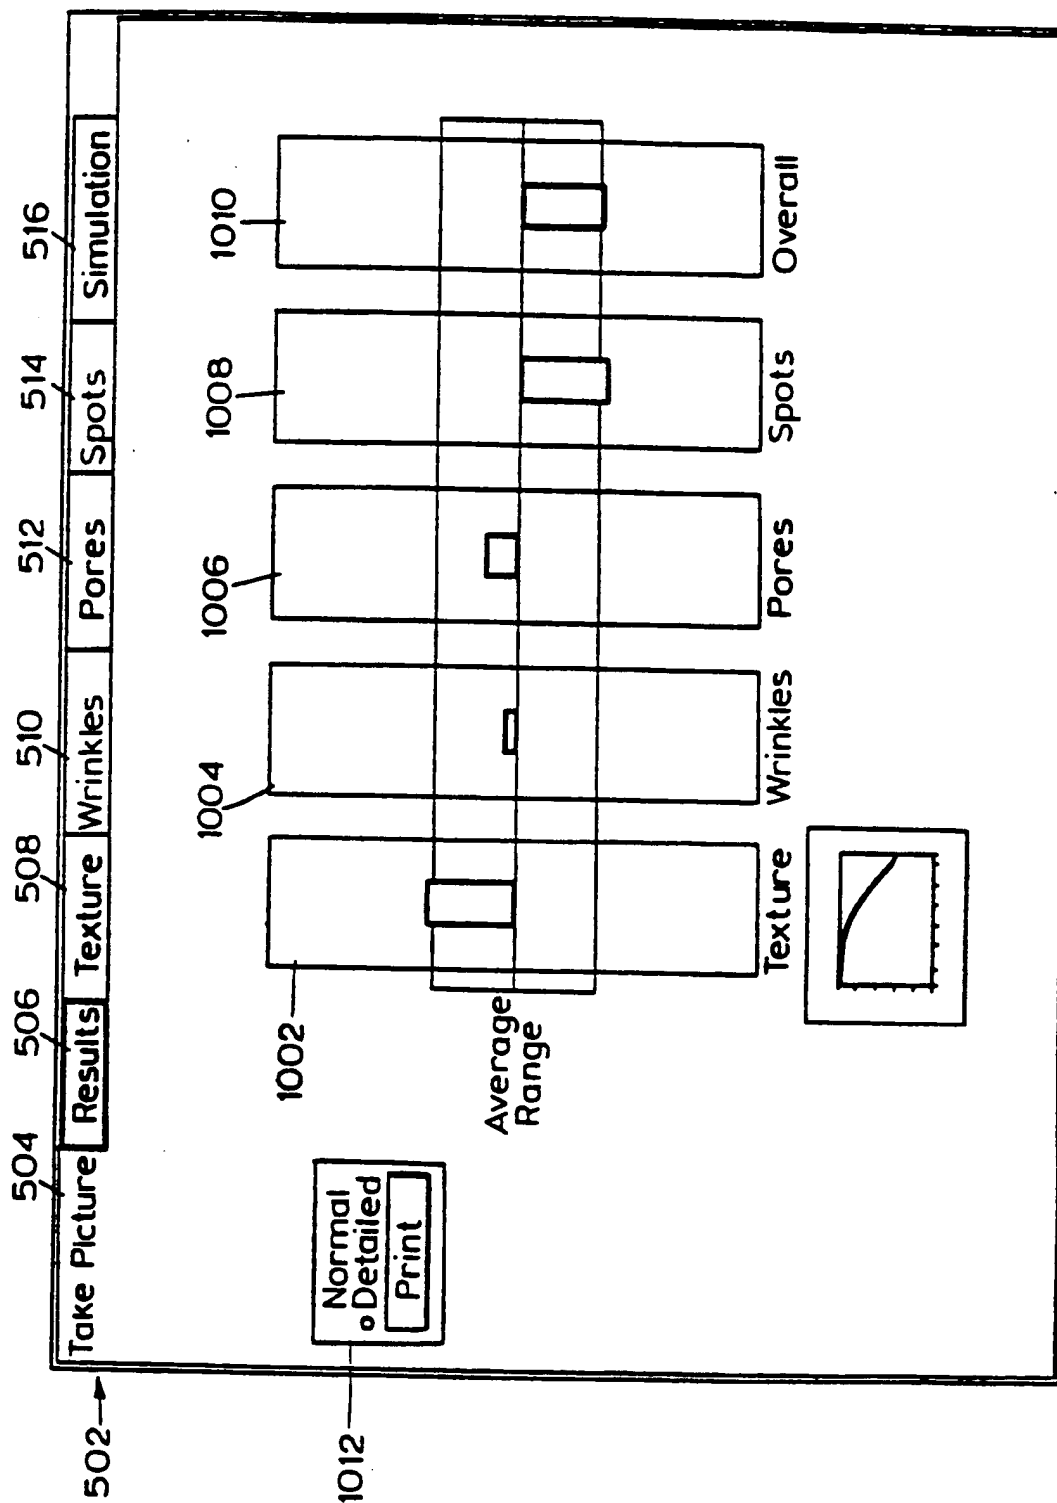 504 506 508 510 512 514 516
502
Take Picture Results Texture Wrinkles Pores Spots Simulation
1002 1004 1006 1008 1010
1012
Normal
Detailed
Print
Average
Range
Texture Wrinkles Pores Spots Overall